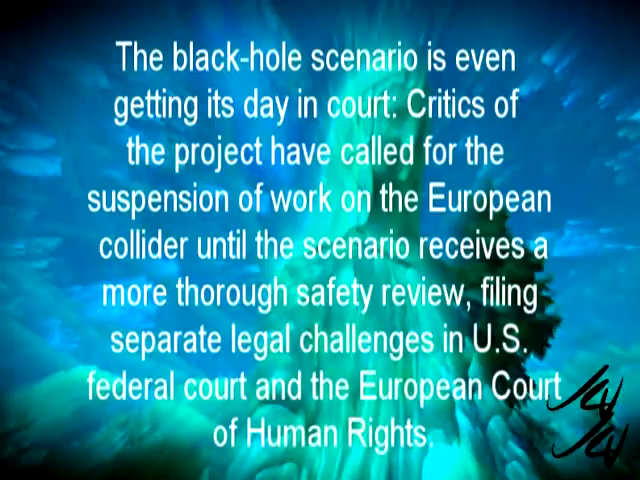 The black-hole scenario is even
getting its day in court: Critics of
the project have called for the
suspension of work on the European
collider until the scenario receives a
more thorough safety review, filing
separate legal challenges in U.S.
federal court and the European Court
of Human Rights.